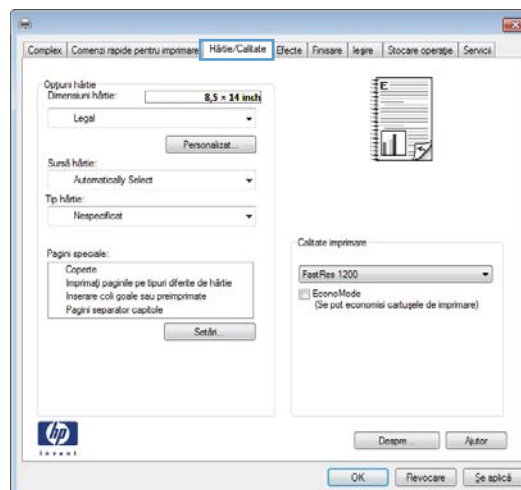 Complex Comenzi rapide pentru imprimare Hârtie/Calitate Efecte Finisare Ieşire Stocare operaţie Servicii
Opţiuni hârtie
Dimensiuni hârtie: 8,5 × 14 inch
Legal
Personalizat...
Sursă hârtie:
Automatically Select
Tip hârtie:
Nespecificat
Pagini speciale:
Coperte
Imprimaţi paginile pe tipuri diferite de hârtie
Inserare coli goale sau preimprimate
Pagini separator capitole
Setări...
E
Calitate imprimare
FastRes 1200
EconoMode
(Se pot economisi cartuşele de imprimare)
hp
invent
Despre... Ajutor
OK Revocare Se aplică